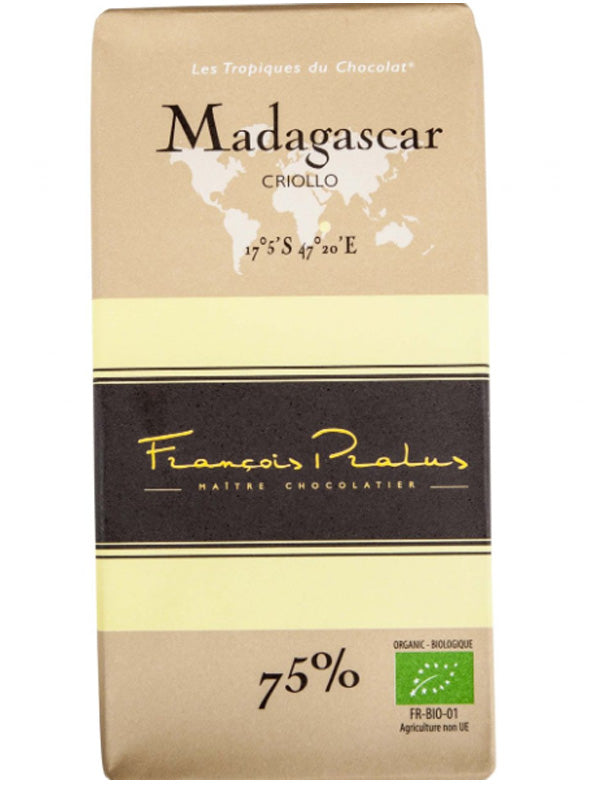 Les Tropiques du Chocolat®
Madagascar
CRIOLLO
17°5'S 47°20'E
François Pralus
MAÎTRE CHOCOLATIER
75%
ORGANIC - BIOLOGIQUE
FR-BIO-01
Agriculture non UE